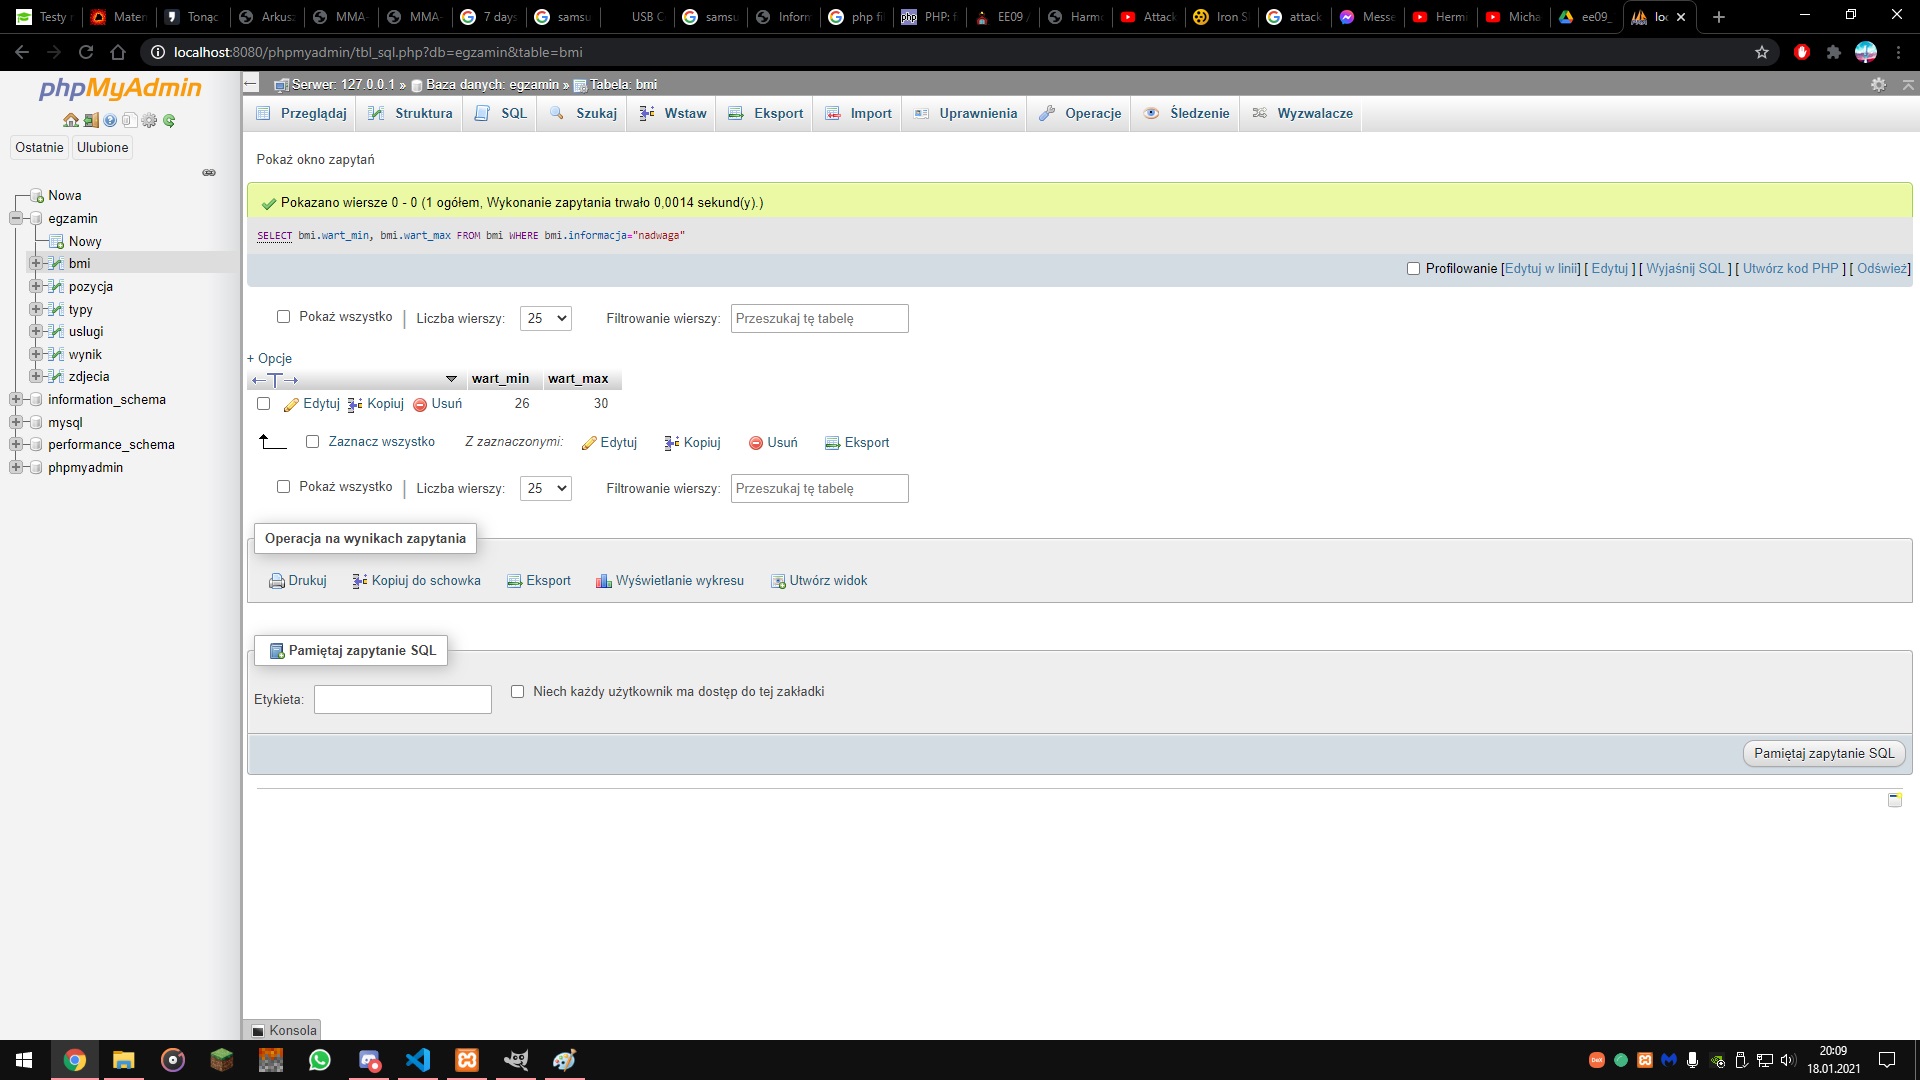 Testy
Matem
Tonąc
Arkusz
MMA-
MMA-
7 days
samsu
USB C
samsu
Inform
php fi
PHP: f
EE09 /
Harmo
Attack
Iron S
attack
Messe
Hermi
Micha
ee09_
loc
localhost:8080/phpmyadmin/tbl_sql.php?db=egzamin&table=bmi
phpMyAdmin
Ostatnie
Ulubione
Nowa
egzamin
Nowy
bmi
pozycja
typy
uslugi
wynik
zdjecia
information_schema
mysql
performance_schema
phpmyadmin
Serwer: 127.0.0.1 » Baza danych: egzamin » Tabela: bmi
Przeglądaj Struktura SQL Szukaj Wstaw Eksport Import Uprawnienia Operacje Śledzenie Wyzwalacze
Pokaż okno zapytań
Pokazano wiersze 0 - 0 (1 ogółem, Wykonanie zapytania trwało 0,0014 sekund(y).)
SELECT bmi.wart_min, bmi.wart_max FROM bmi WHERE bmi.informacja="nadwaga"
Profilowanie [Edytuj w linii] [ Edytuj ] [ Wyjaśnij SQL ] [ Utwórz kod PHP ] [ Odśwież]
Pokaż wszystko | Liczba wierszy: 25 Filtrowanie wierszy: Przeszukaj tę tabelę
+ Opcje
←T→ wart_min wart_max
Edytuj Kopiuj Usuń 26 30
Zaznacz wszystko Z zaznaczonymi: Edytuj Kopiuj Usuń Eksport
Pokaż wszystko | Liczba wierszy: 25 Filtrowanie wierszy: Przeszukaj tę tabelę
Operacja na wynikach zapytania
Drukuj Kopiuj do schowka Eksport Wyświetlanie wykresu Utwórz widok
Pamiętaj zapytanie SQL
Etykieta: Niech każdy użytkownik ma dostęp do tej zakładki
Pamiętaj zapytanie SQL
Konsola
20:09
18.01.2021